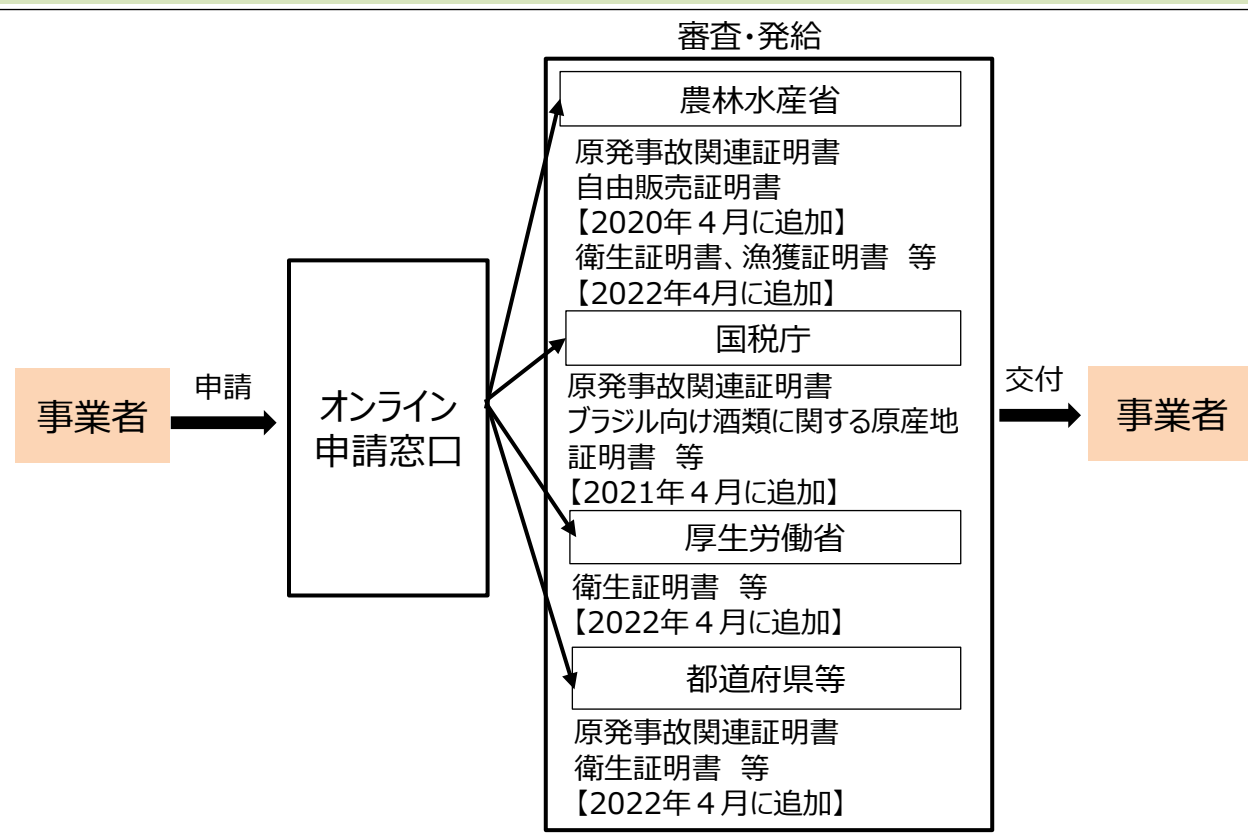 審査・発給
農林水産省
原発事故関連証明書
自由販売証明書
【2020年４月に追加】
衛生証明書、漁獲証明書 等
【2022年4月に追加】
国税庁
原発事故関連証明書
ブラジル向け酒類に関する原産地
証明書 等
【2021年４月に追加】
厚生労働省
衛生証明書 等
【2022年４月に追加】
都道府県等
原発事故関連証明書
衛生証明書 等
【2022年４月に追加】
事業者
申請
オンライン
申請窓口
交付
事業者